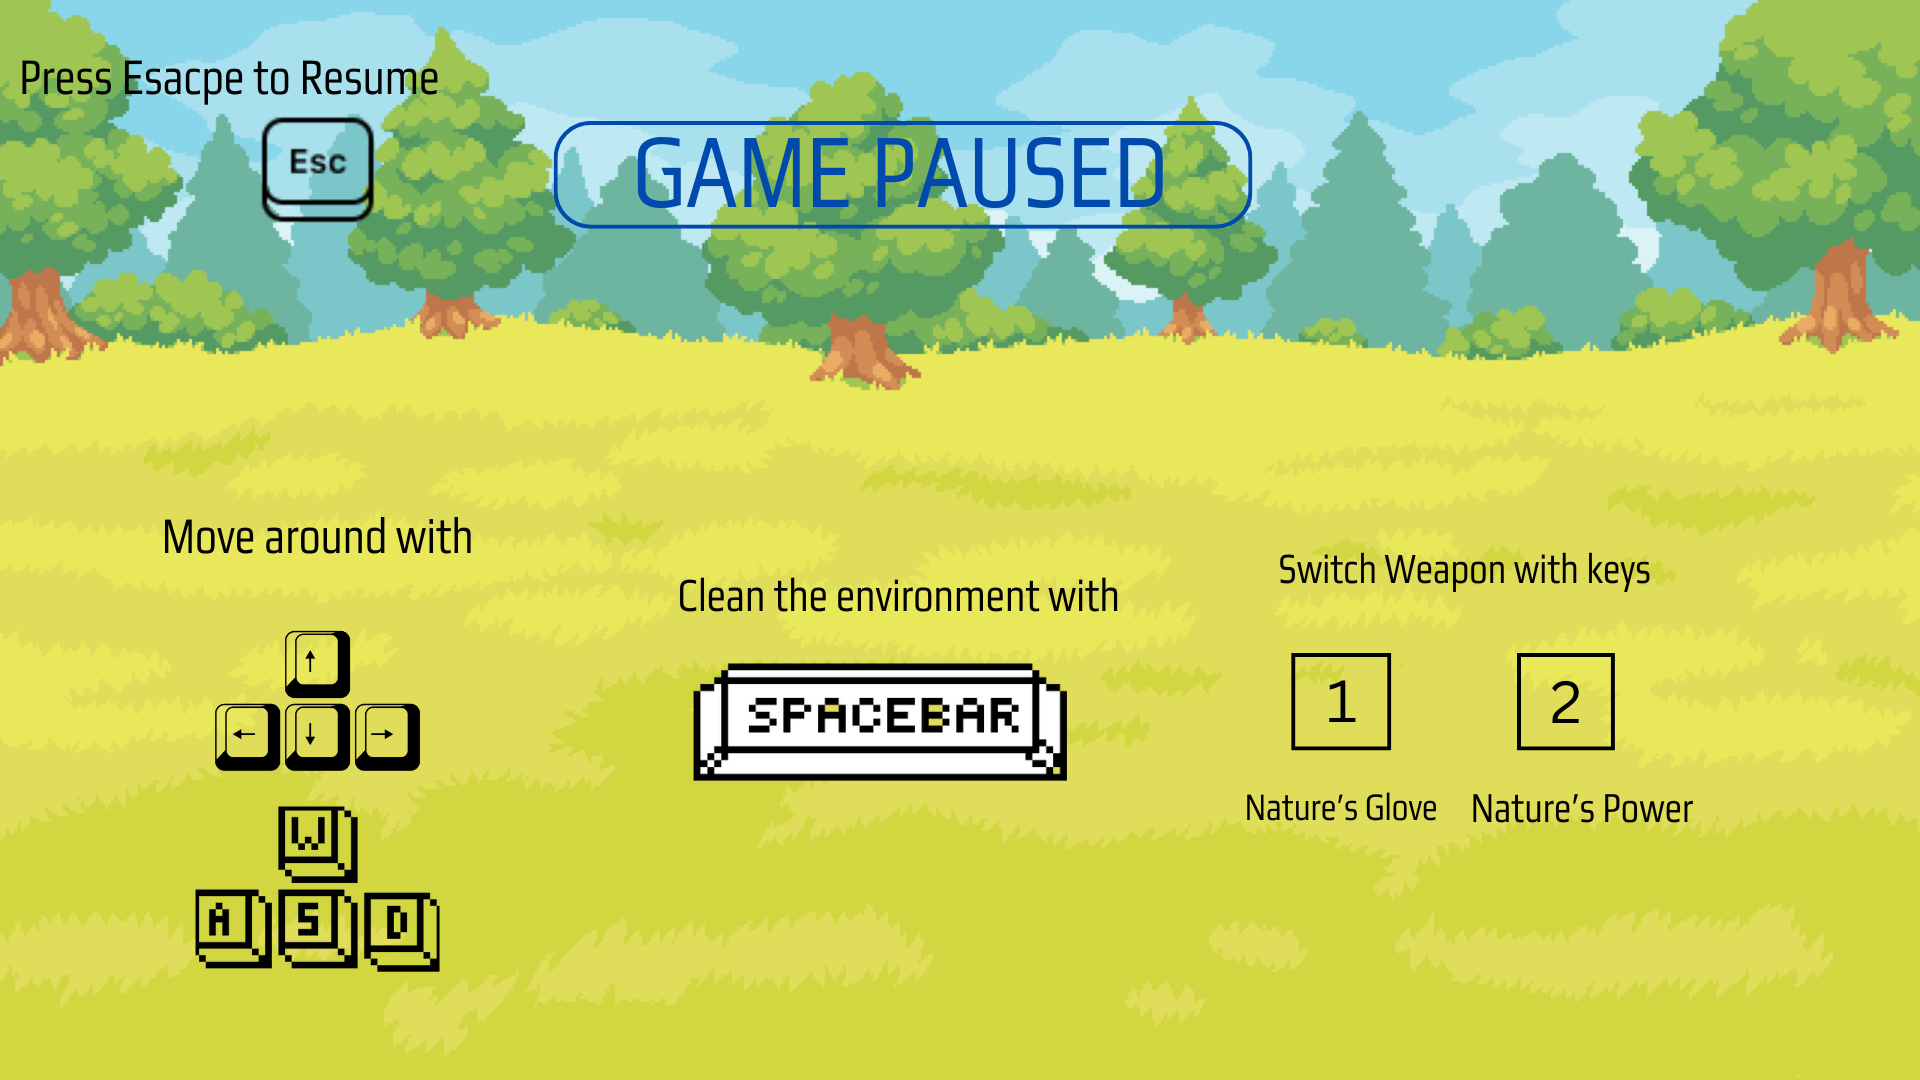 Press Esacpe to Resume
Esc
GAME PAUSED
Move around with
↑
← ↓ →
W
A S D
Clean the environment with
SPACEBAR
Switch Weapon with keys
1 2
Nature's Glove Nature's Power